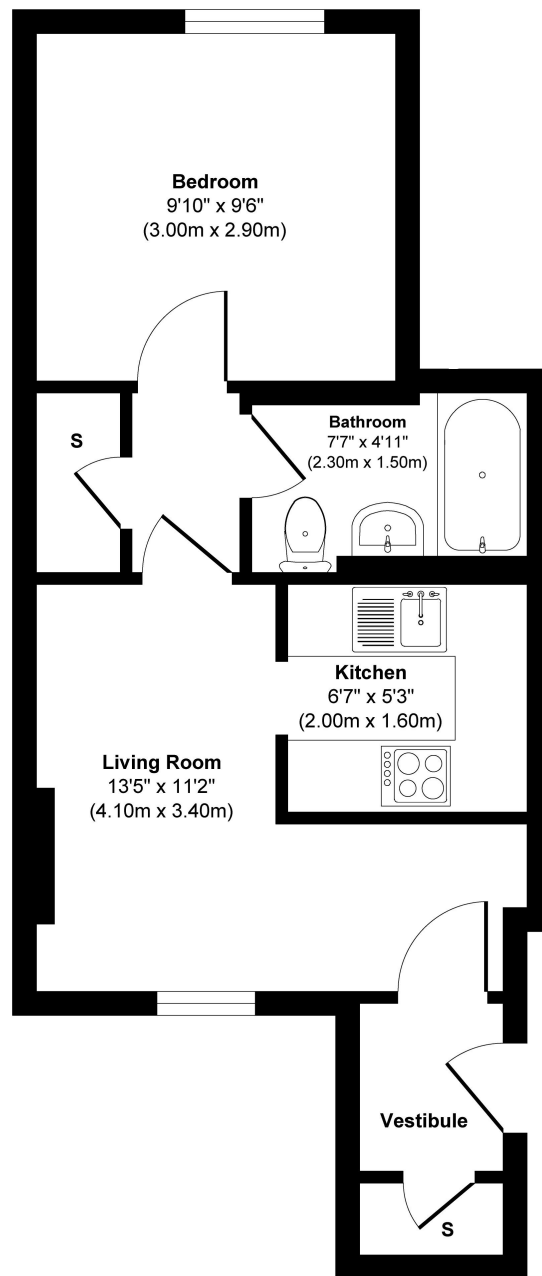 Bedroom
9'10" x 9'6"
(3.00m x 2.90m)
S
Bathroom
7'7" x 4'11"
(2.30m x 1.50m)
Kitchen
6'7" x 5'3"
(2.00m x 1.60m)
Living Room
13'5" x 11'2"
(4.10m x 3.40m)
Vestibule
S